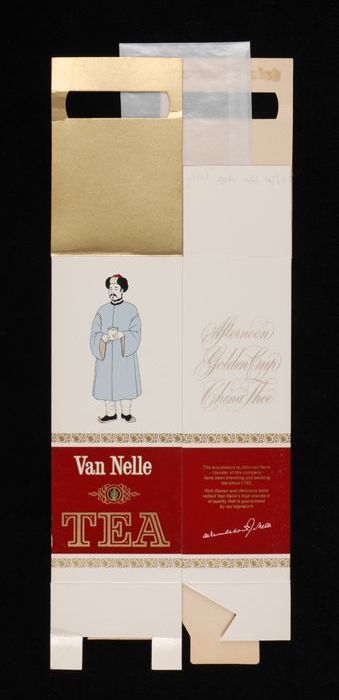 Afternoon
Golden Cup
China Thee
Van Nelle
TEA
The successors to John van Nelle
- founder of this company -
have been blending and packing
tea since 1782.
Rich flavour and delicious taste
reflect Van Nelle's high standard
of quality that is guaranteed
by our signature